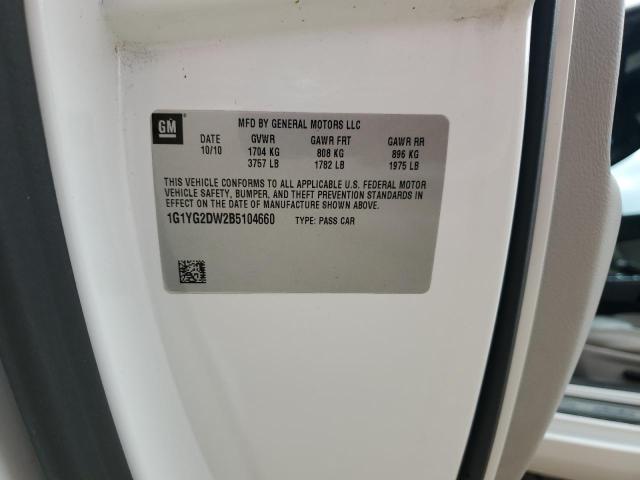 GM
MFD BY GENERAL MOTORS LLC
DATE GVWR GAWR FRT GAWR RR
10/10 1704 KG 808 KG 896 KG
3757 LB 1782 LB 1975 LB
THIS VEHICLE CONFORMS TO ALL APPLICABLE U.S. FEDERAL MOTOR
VEHICLE SAFETY, BUMPER, AND THEFT PREVENTION STANDARDS IN
EFFECT ON THE DATE OF MANUFACTURE SHOWN ABOVE.
1G1YG2DW2B5104660 TYPE: PASS CAR